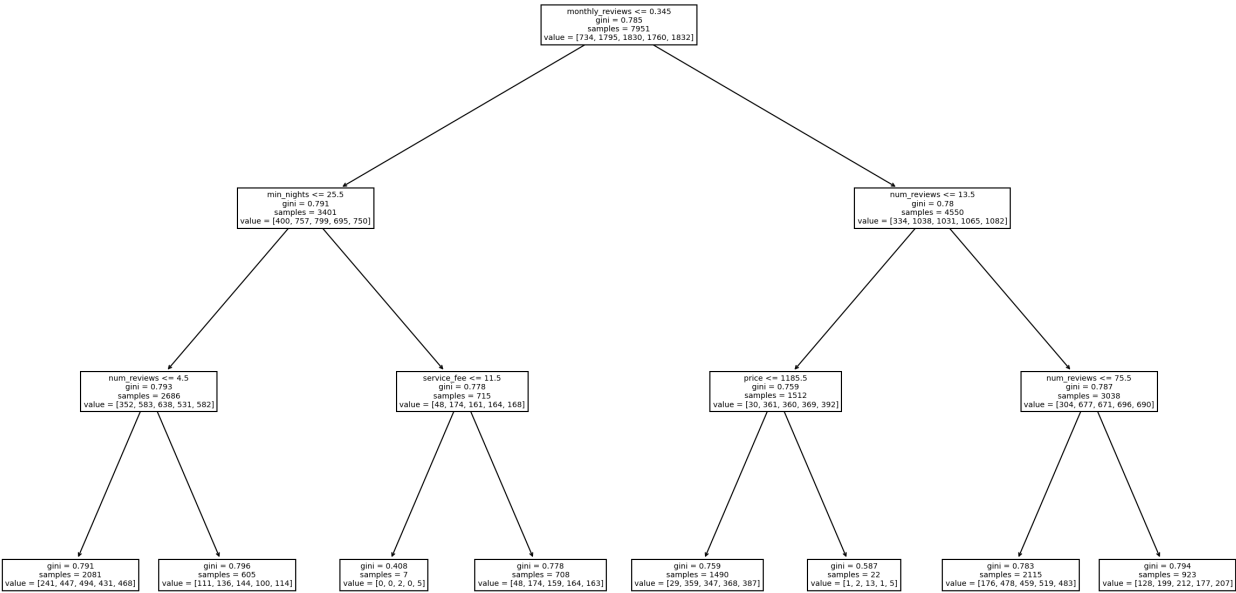 monthly_reviews <= 0.345
gini = 0.785
samples = 7951
value = [734, 1795, 1830, 1760, 1832]
min_nights <= 25.5
gini = 0.791
samples = 3401
value = [400, 757, 799, 695, 750]
num_reviews <= 13.5
gini = 0.78
samples = 4550
value = [334, 1038, 1031, 1065, 1082]
num_reviews <= 4.5
gini = 0.793
samples = 2686
value = [352, 583, 638, 531, 582]
service_fee <= 11.5
gini = 0.778
samples = 715
value = [48, 174, 161, 164, 168]
price <= 1185.5
gini = 0.759
samples = 1512
value = [30, 361, 360, 369, 392]
num_reviews <= 75.5
gini = 0.787
samples = 3038
value = [304, 677, 671, 696, 690]
gini = 0.791
samples = 2081
value = [241, 447, 494, 431, 468]
gini = 0.796
samples = 605
value = [111, 136, 144, 100, 114]
gini = 0.408
samples = 7
value = [0, 0, 2, 0, 5]
gini = 0.778
samples = 708
value = [48, 174, 159, 164, 163]
gini = 0.759
samples = 1490
value = [29, 359, 347, 368, 387]
gini = 0.587
samples = 22
value = [1, 2, 13, 1, 5]
gini = 0.783
samples = 2115
value = [176, 478, 459, 519, 483]
gini = 0.794
samples = 923
value = [128, 199, 212, 177, 207]